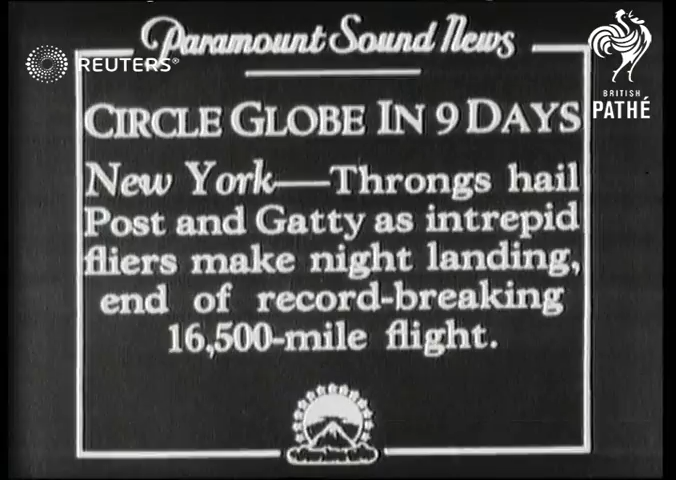 Paramount Sound News
REUTERS®
BRITISH
PATHÉ
CIRCLE GLOBE IN 9 DAYS
New York—Throngs hail
Post and Gatty as intrepid
fliers make night landing,
end of record-breaking
16,500-mile flight.